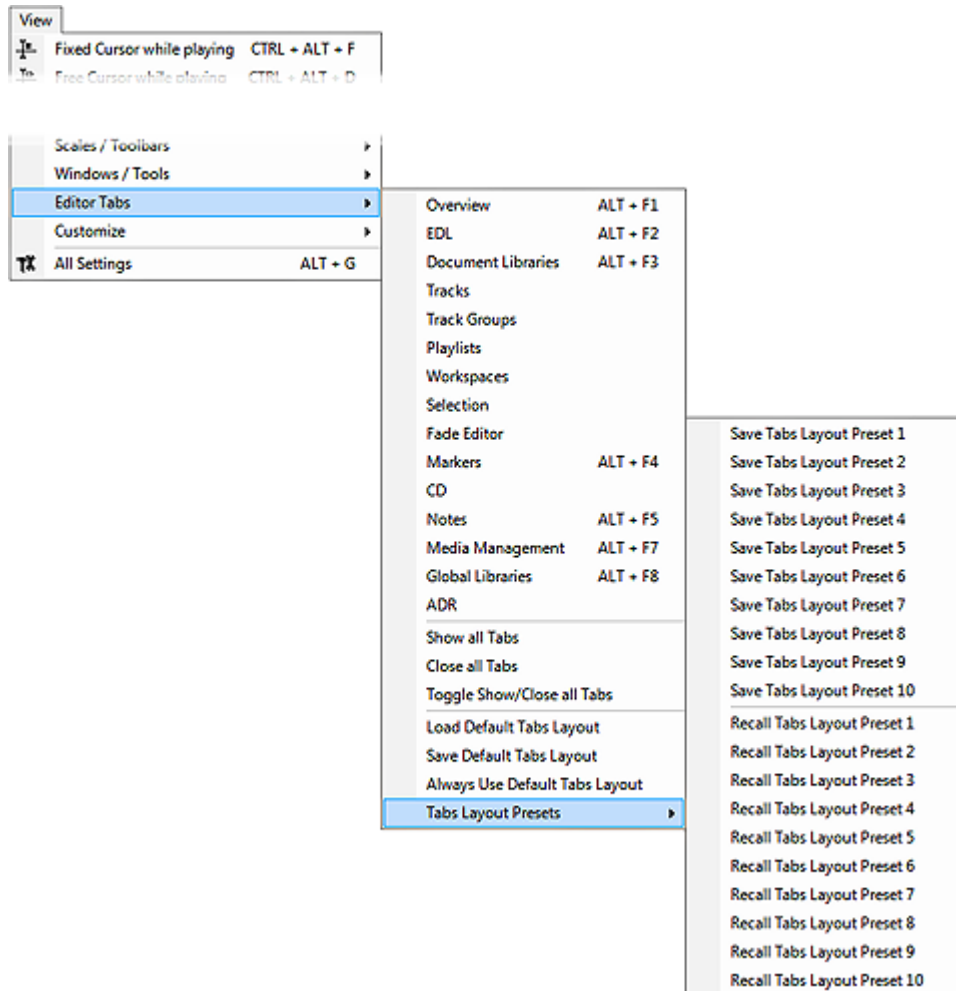 View
Fixed Cursor while playing CTRL + ALT + F
Free Cursor while playing CTRL + ALT + D
Scales / Toolbars
Windows / Tools
Editor Tabs
Customize
All Settings ALT + G
Overview ALT + F1
EDL ALT + F2
Document Libraries ALT + F3
Tracks
Track Groups
Playlists
Workspaces
Selection
Fade Editor
Markers ALT + F4
CD
Notes ALT + F5
Media Management ALT + F7
Global Libraries ALT + F8
ADR
Show all Tabs
Close all Tabs
Toggle Show/Close all Tabs
Load Default Tabs Layout
Save Default Tabs Layout
Always Use Default Tabs Layout
Tabs Layout Presets
Save Tabs Layout Preset 1
Save Tabs Layout Preset 2
Save Tabs Layout Preset 3
Save Tabs Layout Preset 4
Save Tabs Layout Preset 5
Save Tabs Layout Preset 6
Save Tabs Layout Preset 7
Save Tabs Layout Preset 8
Save Tabs Layout Preset 9
Save Tabs Layout Preset 10
Recall Tabs Layout Preset 1
Recall Tabs Layout Preset 2
Recall Tabs Layout Preset 3
Recall Tabs Layout Preset 4
Recall Tabs Layout Preset 5
Recall Tabs Layout Preset 6
Recall Tabs Layout Preset 7
Recall Tabs Layout Preset 8
Recall Tabs Layout Preset 9
Recall Tabs Layout Preset 10